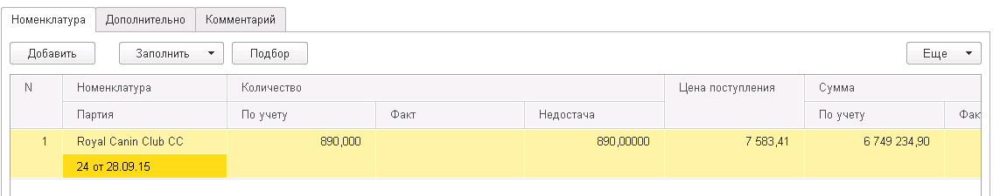 Номенклатура Дополнительно Комментарий
Добавить Заполнить Подбор Еще
N Номенклатура Количество Цена поступления Сумма
Партия По учету Факт Недостача По учету Фак
1 Royal Canin Club CC 890,000 890,00000 7 583,41 6 749 234,90
24 от 28.09.15